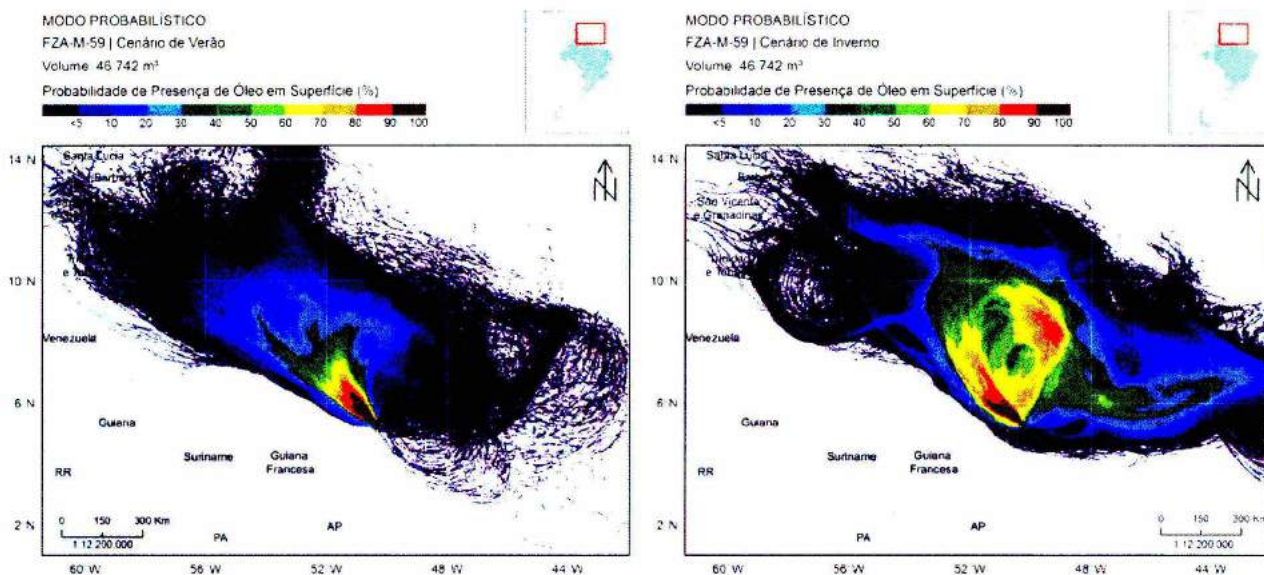 MODO PROBABILÍSTICO
FZA-M-59 | Cenário de Verão
Volume 46.742 m³
Probabilidade de Presença de Óleo em Superfície (%)
<5 10 20 30 40 50 60 70 80 90 100
14 N
Santa Lúcia
N
10 N
e
Venezuela
6 N
Guiana
Suriname
Guiana
Francesa
RR
0 150 300 Km
1:12.200.000
2 N
PA
AP
60 W 56 W 52 W 48 W 44 W
MODO PROBABILÍSTICO
FZA-M-59 | Cenário de Inverno
Volume 46.742 m³
Probabilidade de Presença de Óleo em Superfície (%)
<5 10 20 30 40 50 60 70 80 90 100
14 N
Santa Lúcia
São Vicente
e Granadinas
N
10 N
e
Venezuela
6 N
Guiana
Suriname
Guiana
Francesa
RR
0 150 300 Km
1:12.200.000
2 N
PA
AP
60 W 56 W 52 W 48 W 44 W